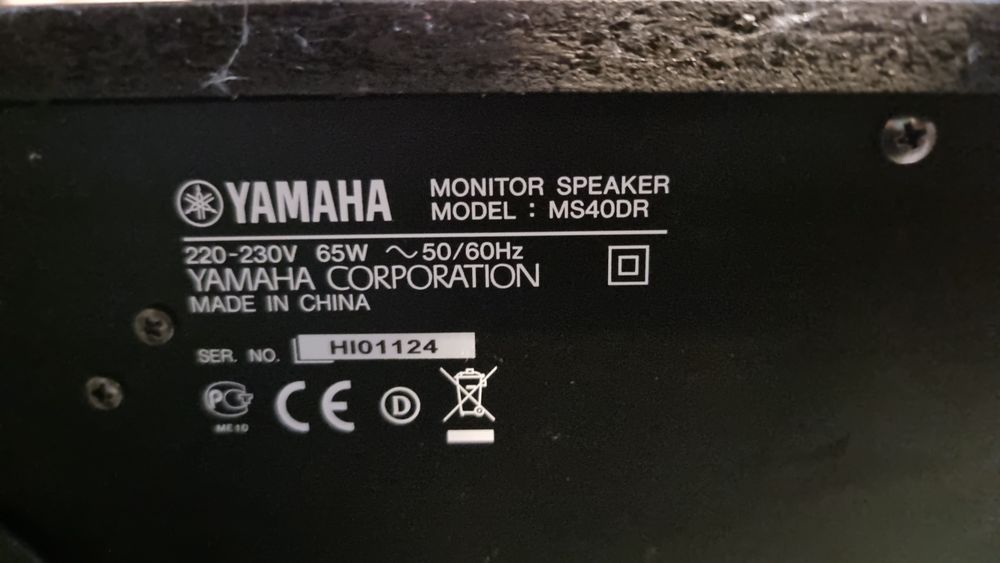 YAMAHA
MONITOR SPEAKER
MODEL : MS40DR
220-230V 65W ~ 50/60Hz
YAMAHA CORPORATION
MADE IN CHINA
SER. NO. HI01124
PCT
CE
D